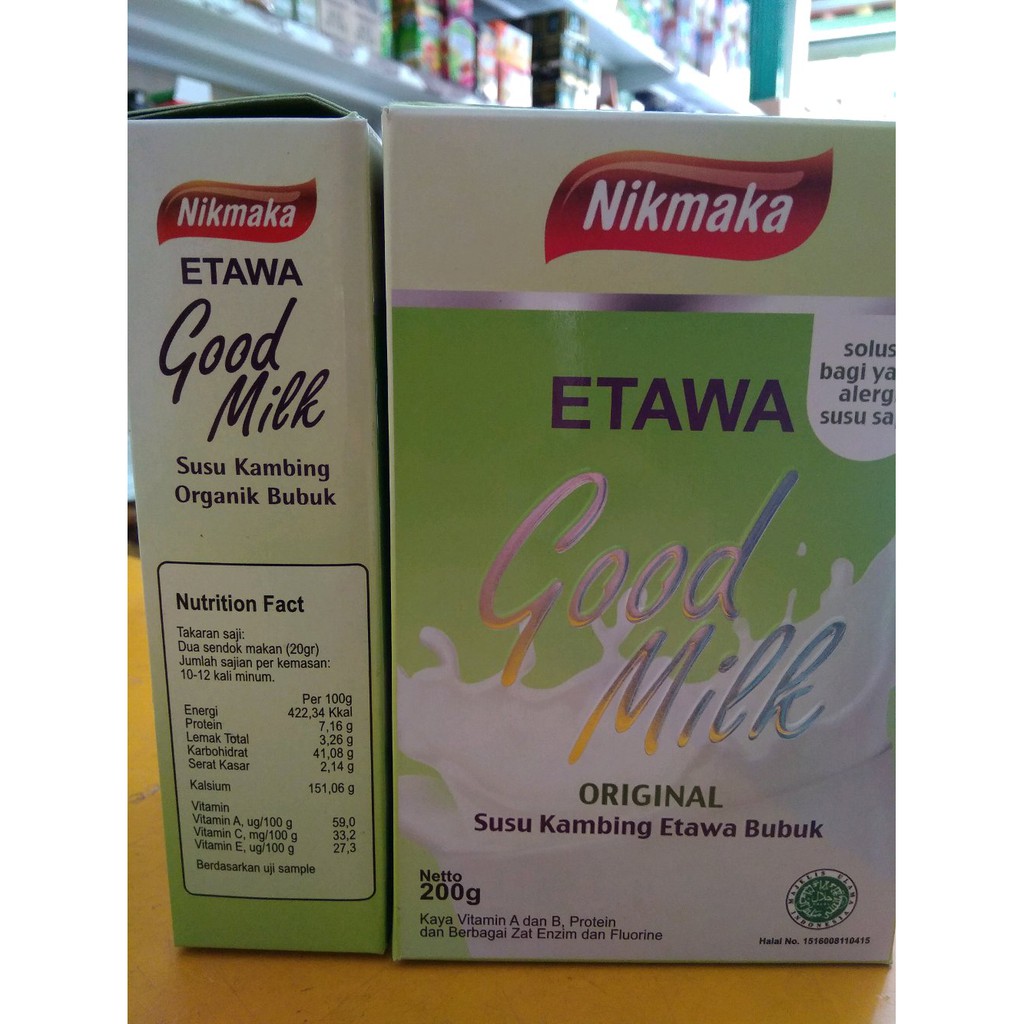 Nikmaka
ETAWA
Good
Milk
Susu Kambing
Organik Bubuk
Nutrition Fact
Takaran saji:
Dua sendok makan (20gr)
Jumlah sajian per kemasan:
10-12 kali minum.
Per 100g
Energi 422,34 Kkal
Protein 7,16 g
Lemak Total 3,26 g
Karbohidrat 41,08 g
Serat Kasar 2,14 g
Kalsium 151,06 g
Vitamin
Vitamin A, ug/100 g 59,0
Vitamin C, mg/100 g 33,2
Vitamin E, ug/100 g 27,3
Berdasarkan uji sample
Nikmaka
solus
bagi ya
alerg
susu sa
ETAWA
Good
Milk
ORIGINAL
Susu Kambing Etawa Bubuk
Netto
200g
Kaya Vitamin A dan B, Protein
dan Berbagai Zat Enzim dan Fluorine
MAJELIS ULAMA
INDONESIA
Halal No. 1516008110415